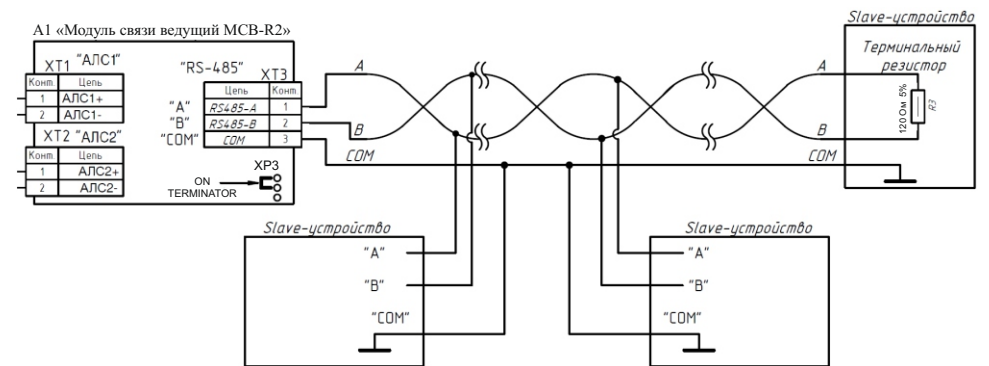 А1 «Модуль связи ведущий МСВ-R2»
XT1 "АЛС1"
Конт. Цепь
1 АЛС1+
2 АЛС1-
XT2 "АЛС2"
Конт. Цепь
1 АЛС2+
2 АЛС2-
"RS-485" XT3
Цепь Конт.
"A" RS485-A 1
"B" RS485-B 2
"COM" COM 3
XP3
ON
TERMINATOR
A
B
COM
Slave-устройство
Терминальный
резистор
A
120 Ом 5%
R3
B
COM
Slave-устройство
"A"
"B"
"COM"
Slave-устройство
"A"
"B"
"COM"